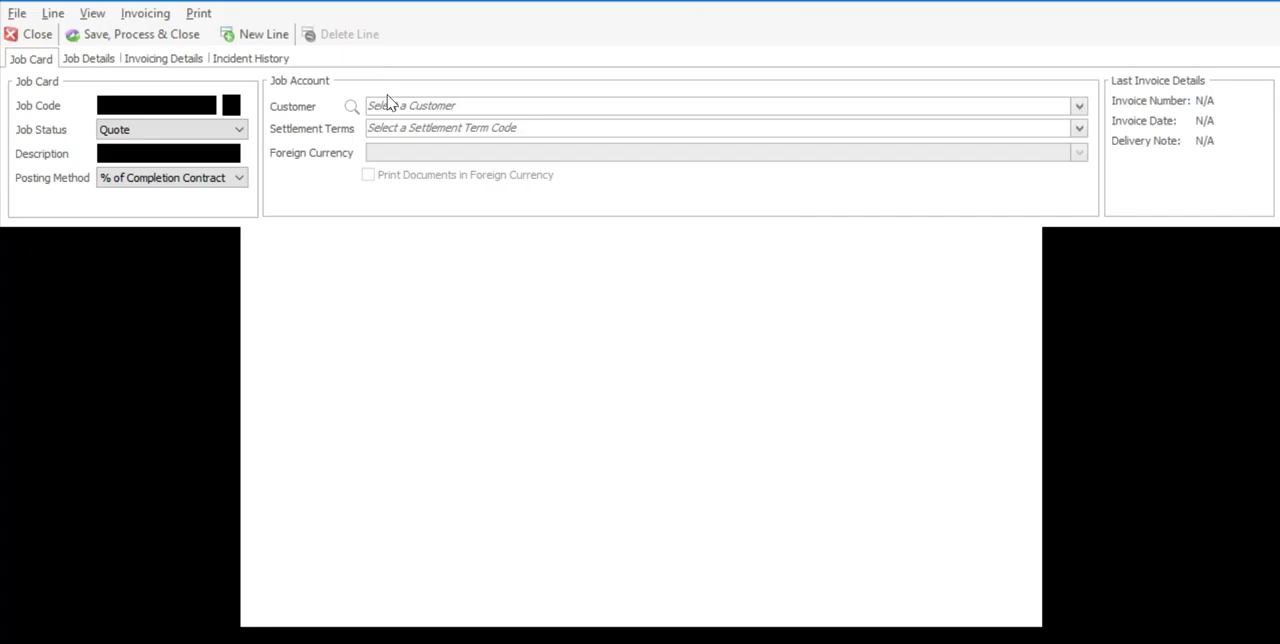 File Line View Invoicing Print
Close Save, Process & Close New Line Delete Line
Job Card Job Details Invoicing Details Incident History
Job Card
Job Code
Job Status Quote
Description
Posting Method % of Completion Contract
Job Account
Customer Select a Customer
Settlement Terms Select a Settlement Term Code
Foreign Currency
Print Documents in Foreign Currency
Last Invoice Details
Invoice Number: N/A
Invoice Date: N/A
Delivery Note: N/A